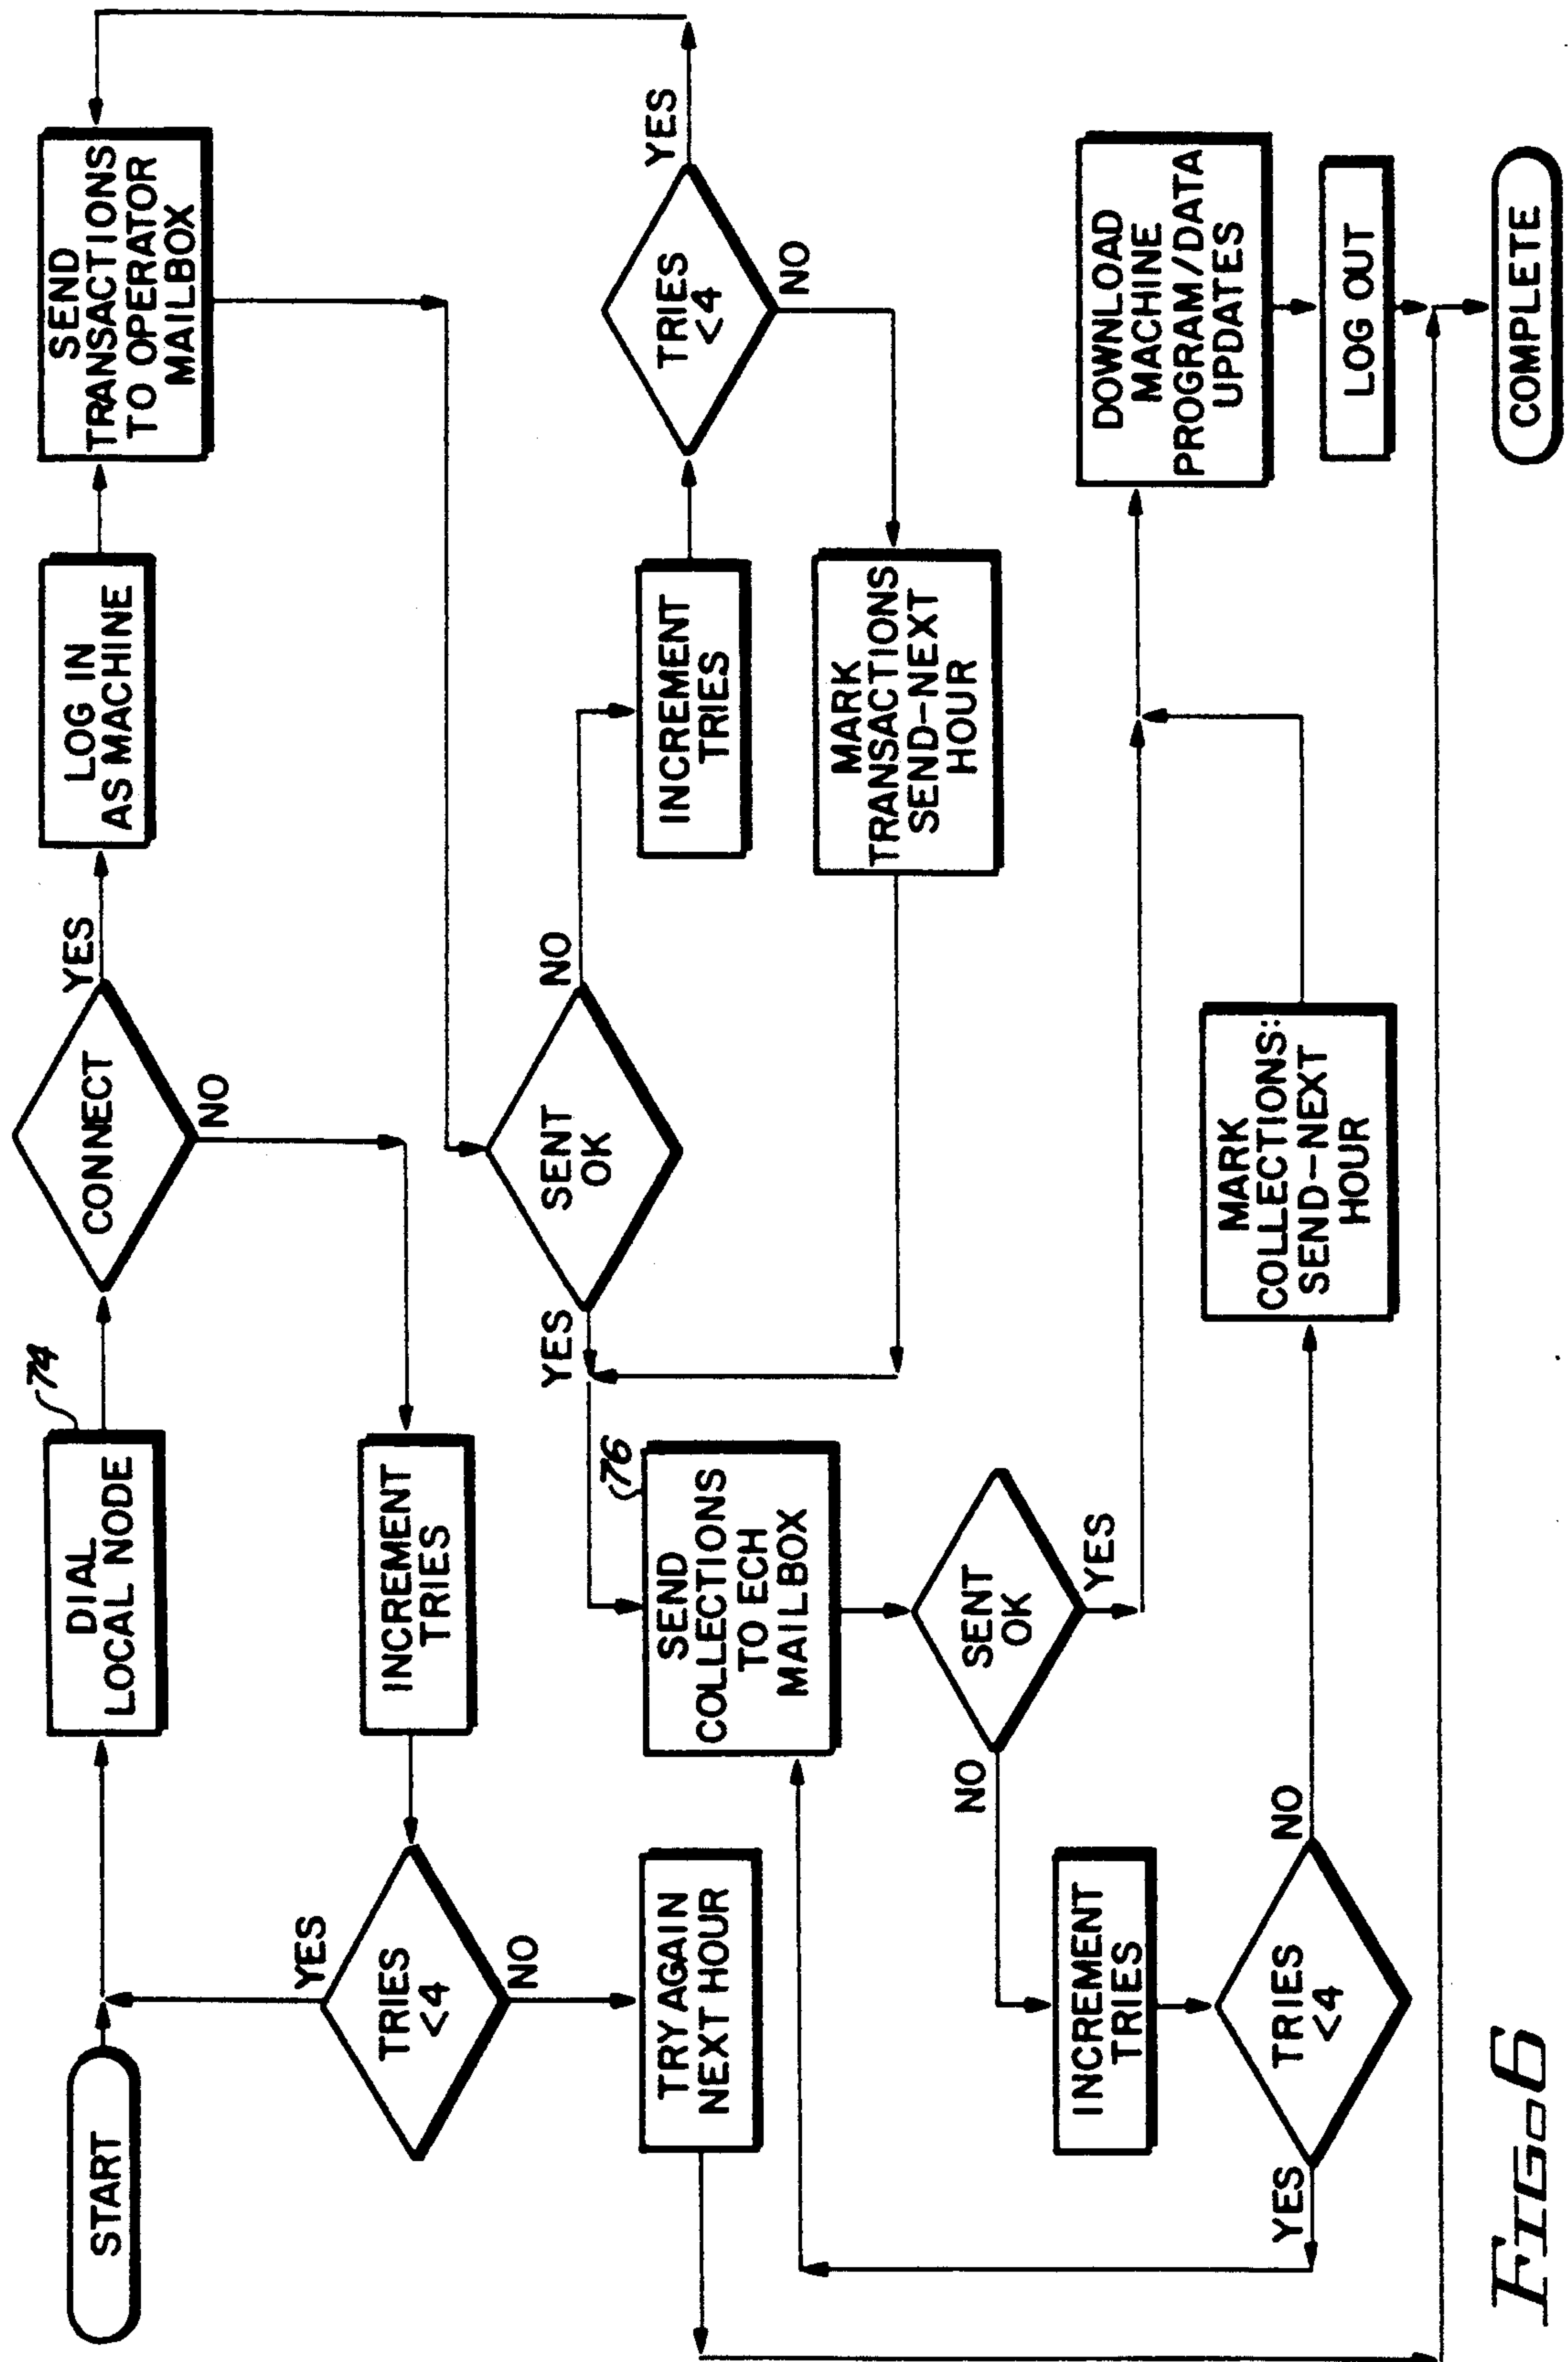 START
DIAL
LOCAL NODE
74
CONNECT
YES
NO
LOG IN
AS MACHINE
SEND
TRANSACTIONS
TO OPERATOR
MAILBOX
INCREMENT
TRIES
TRIES
<4
YES
NO
TRY AGAIN
NEXT HOUR
SENT
OK
YES
NO
INCREMENT
TRIES
TRIES
<4
YES
NO
MARK
TRANSACTIONS
SEND-NEXT
HOUR
76
SEND
COLLECTIONS
TO ECH
MAILBOX
SENT
OK
NO
YES
INCREMENT
TRIES
TRIES
<4
YES
NO
MARK
COLLECTIONS:
SEND-NEXT
HOUR
DOWNLOAD
MACHINE
PROGRAM/DATA
UPDATES
LOG OUT
COMPLETE
FIG. 6